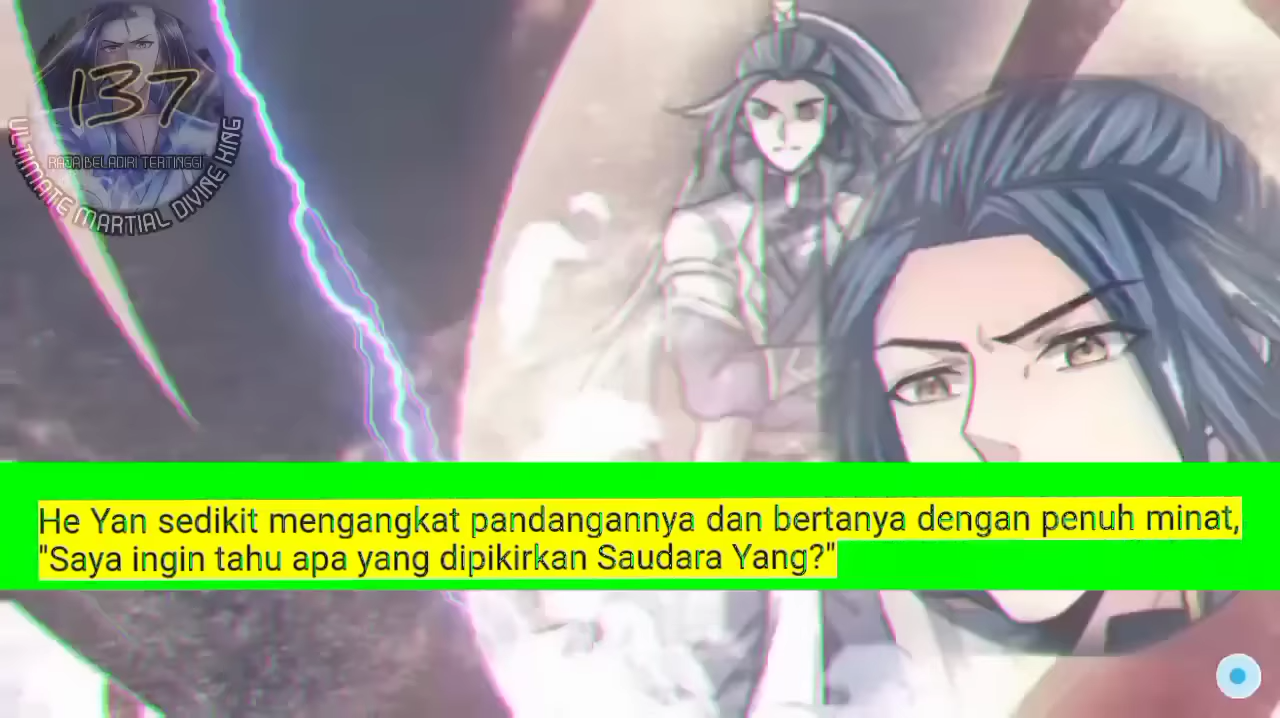 137
RAJA BELADIRI TERTINGGI
ULTIMATE MARTIAL DIVINE KING
He Yan sedikit mengangkat pandangannya dan bertanya dengan penuh minat,
"Saya ingin tahu apa yang dipikirkan Saudara Yang?"